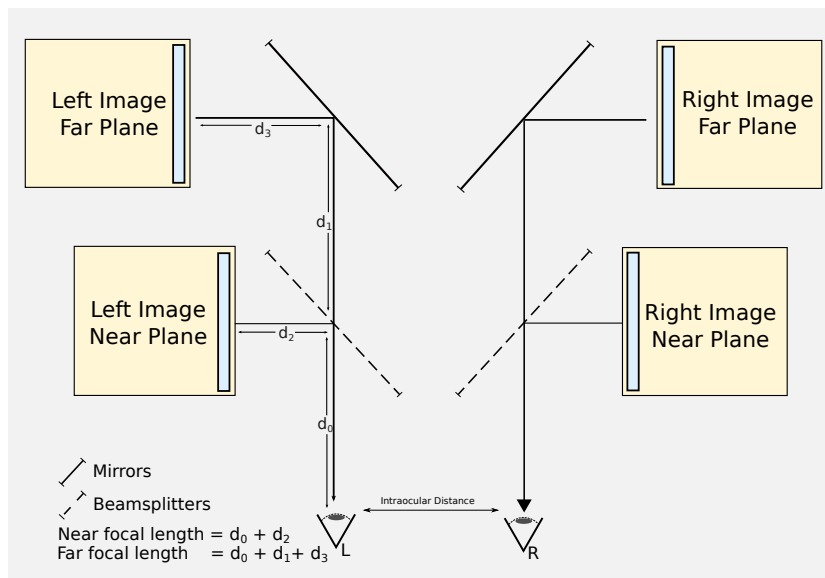 Left Image
Far Plane
Right Image
Far Plane
d₃
d₁
Left Image
Near Plane
Right Image
Near Plane
d₂
d₀
Mirrors
Beamsplitters
Intraocular Distance
Near focal length = d₀ + d₂
Far focal length = d₀ + d₁+ d₃
L
R